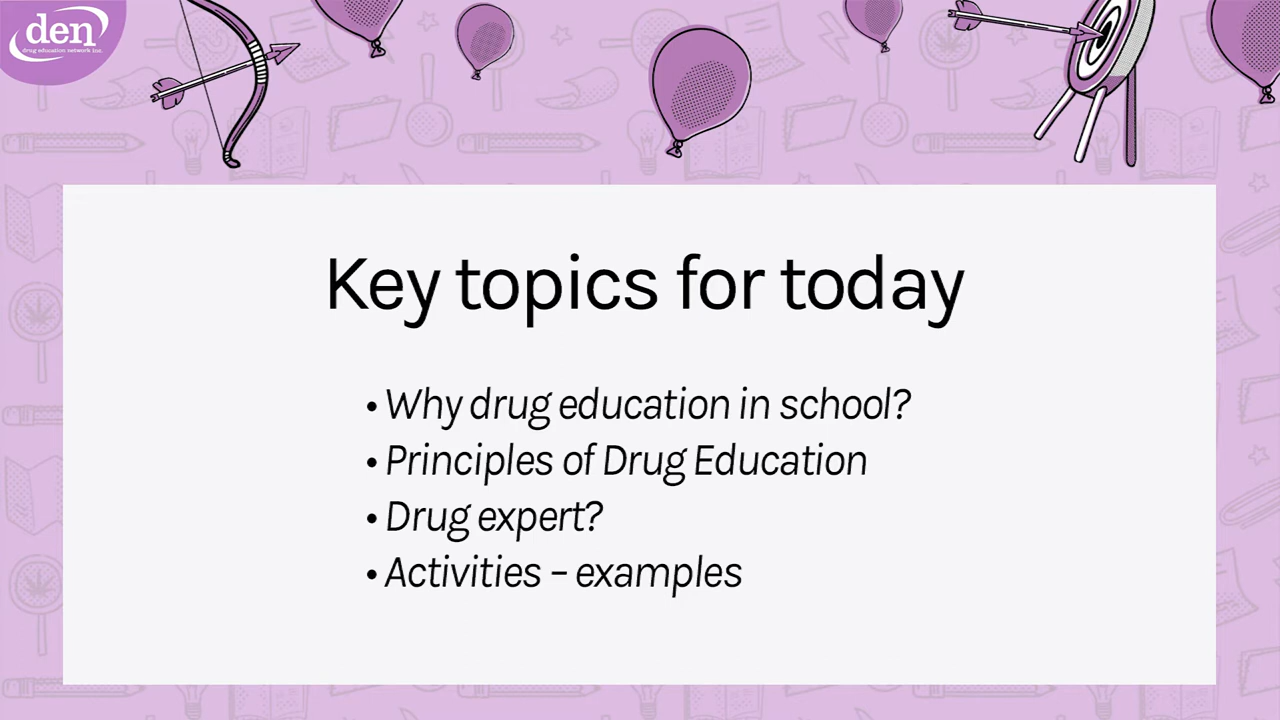 den
drug education network inc.
Key topics for today
• Why drug education in school?
• Principles of Drug Education
• Drug expert?
• Activities – examples